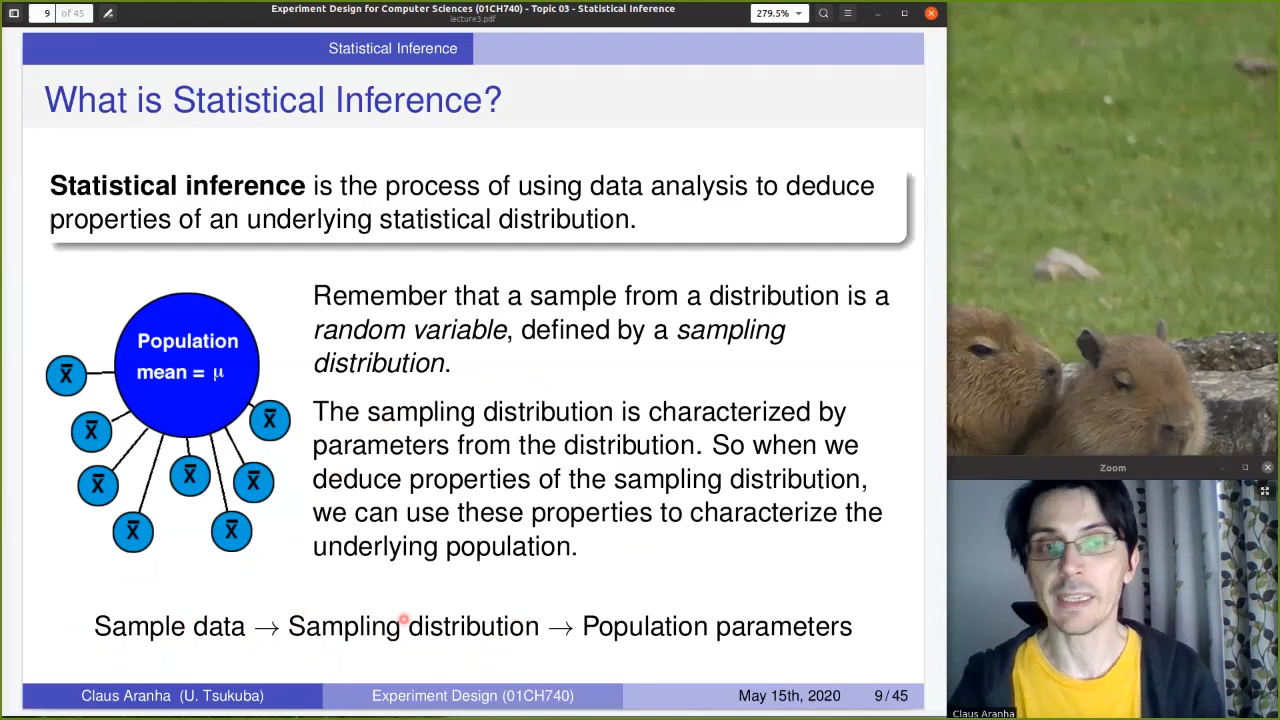 9 of 45
Experiment Design for Computer Sciences (01CH740) - Topic 03 - Statistical Inference
lecture3.pdf
279.5%
Statistical Inference
What is Statistical Inference?
Statistical inference is the process of using data analysis to deduce
properties of an underlying statistical distribution.
Population
mean = μ
X̄
X̄
X̄
X̄
X̄
X̄
X̄
X̄
Remember that a sample from a distribution is a
random variable, defined by a sampling
distribution.
The sampling distribution is characterized by
parameters from the distribution. So when we
deduce properties of the sampling distribution,
we can use these properties to characterize the
underlying population.
Sample data → Sampling distribution → Population parameters
Claus Aranha (U. Tsukuba)
Experiment Design (01CH740)
May 15th, 2020
9 / 45
Zoom
Claus Aranha